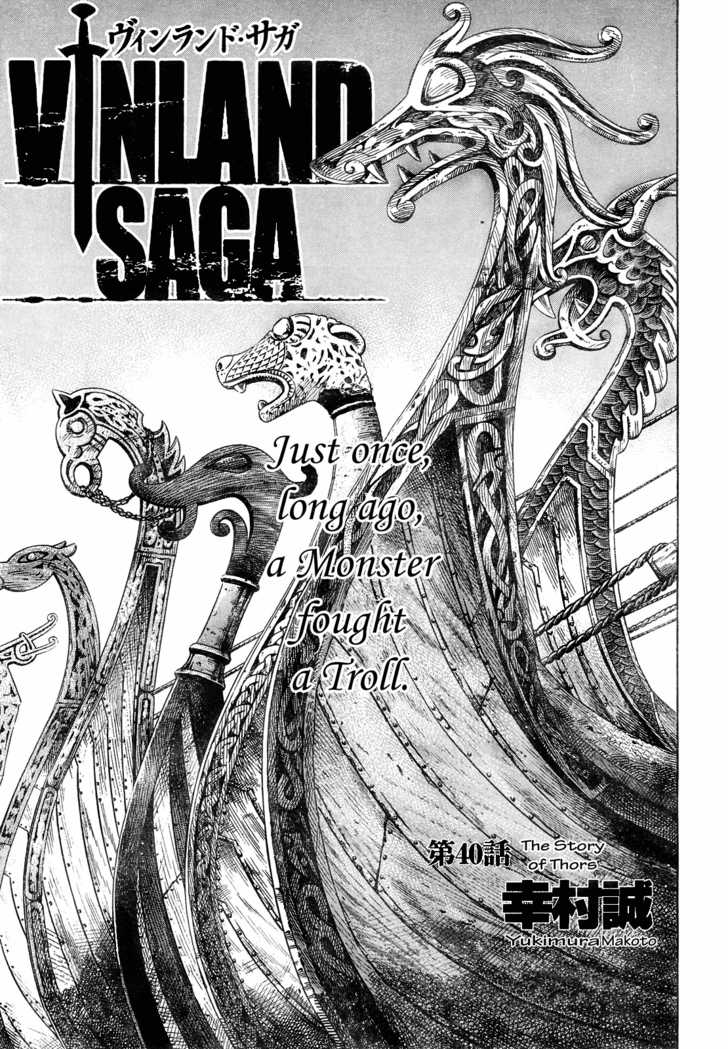 ヴィンランド・サガ
VINLAND
SAGA
Just once,
long ago,
a Monster
fought
a Troll.
第40話
The Story
of Thors
幸村誠
Yukimura Makoto